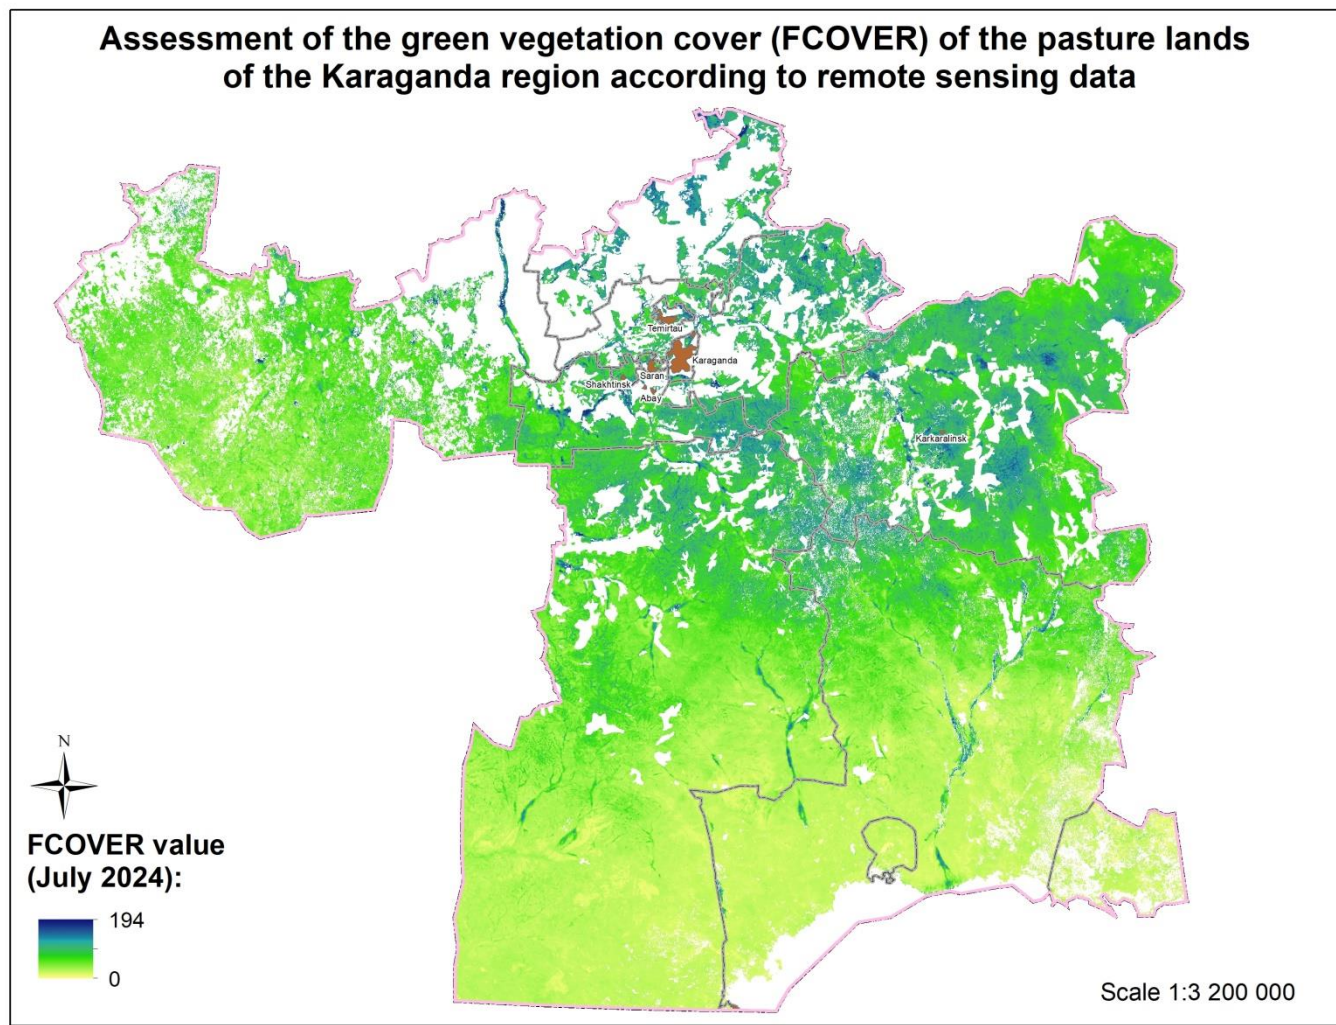 Assessment of the green vegetation cover (FCOVER) of the pasture lands
of the Karaganda region according to remote sensing data
Temirtau
Karaganda
Saran
Shakhtinsk
Abay
Karkaralinsk
N
FCOVER value
(July 2024):
194
0
Scale 1:3 200 000